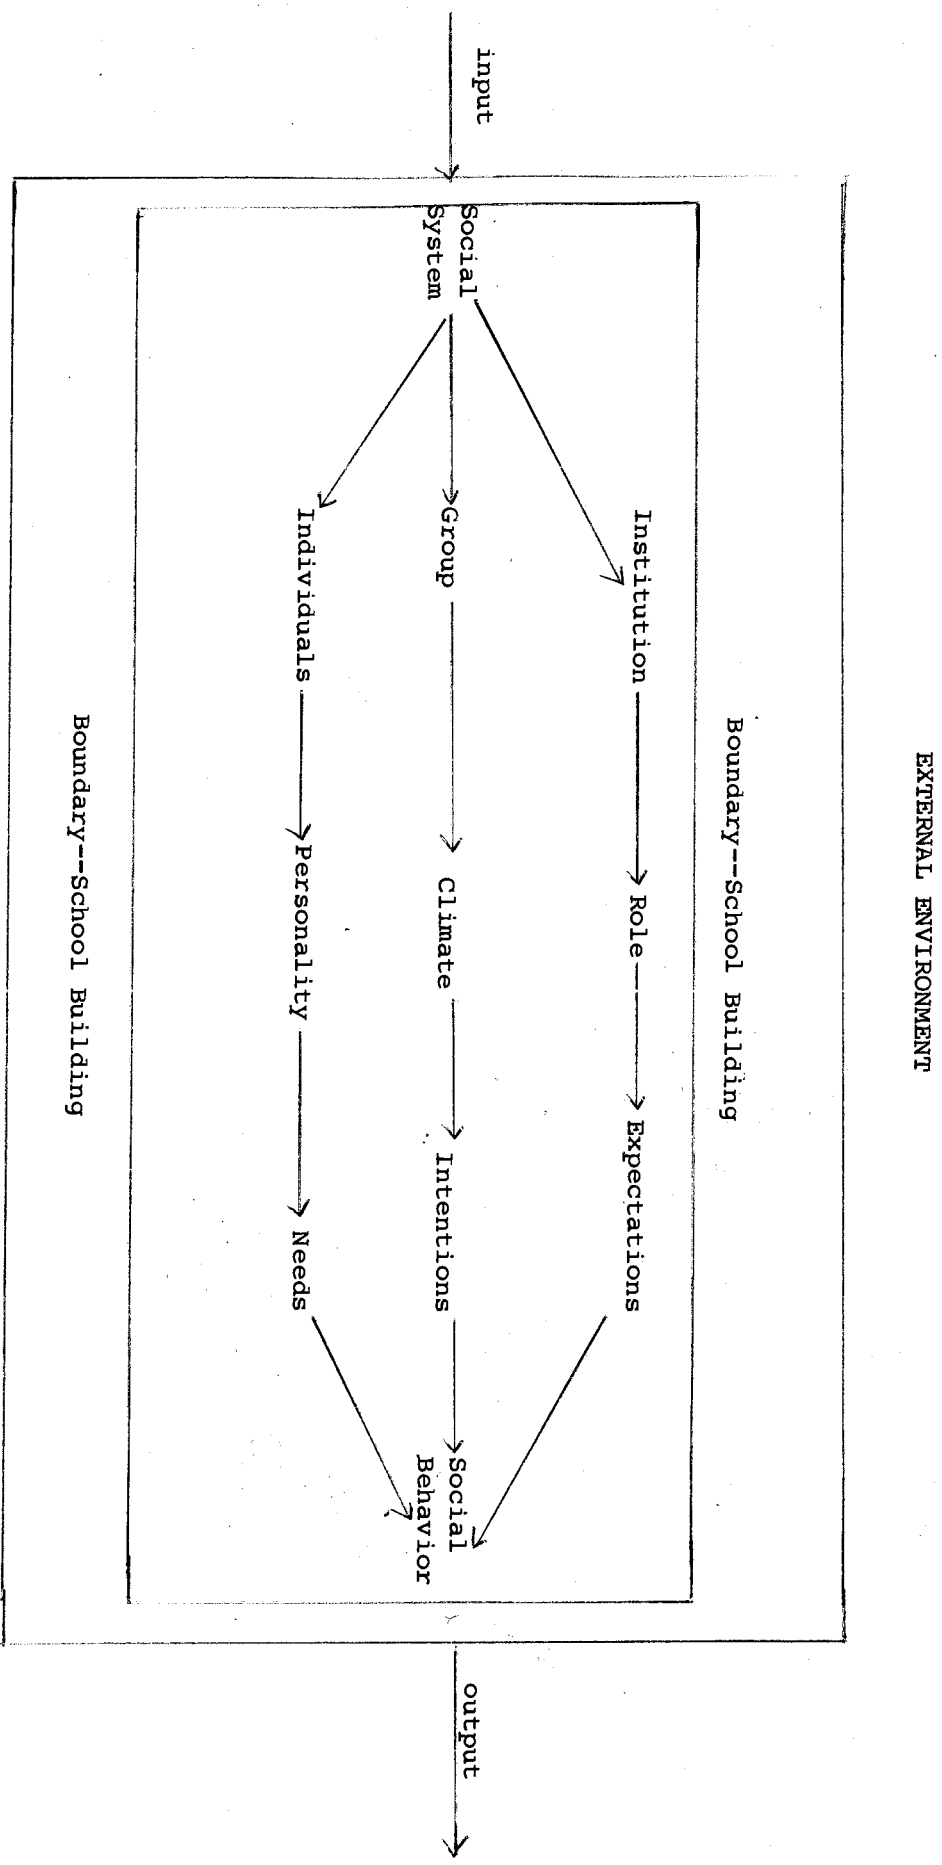 EXTERNAL ENVIRONMENT
Boundary--School Building
Institution
Role
Expectations
input
Social
System
Group
Climate
Intentions
Social
Behavior
output
Individuals
Personality
Needs
Boundary--School Building